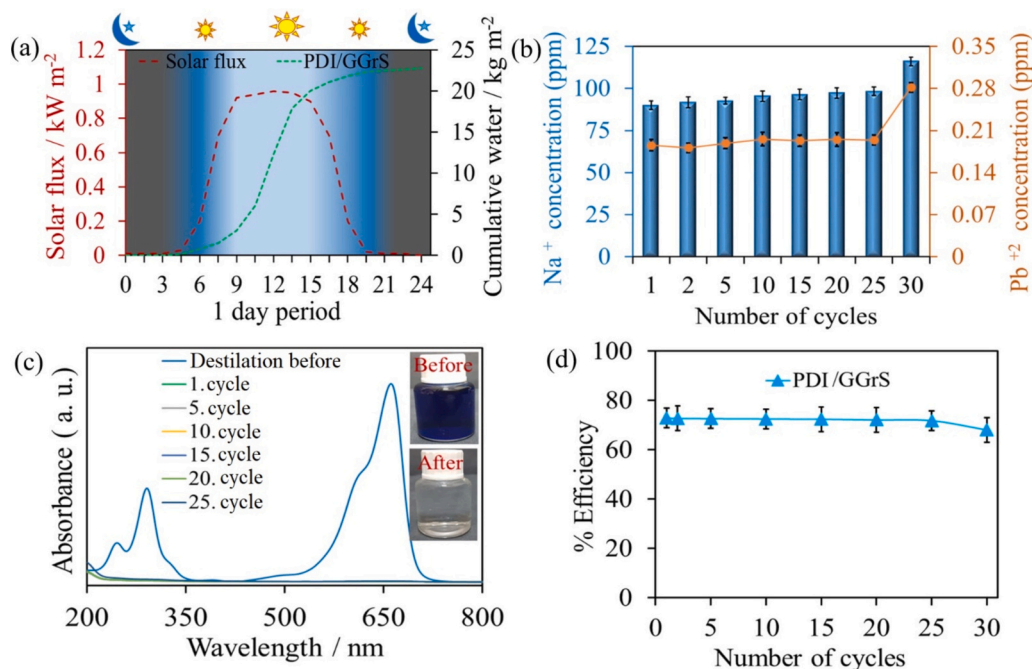 (a)
Solar flux
PDI/GGrS
Solar flux / kW m-2
1.2
1
0.8
0.6
0.4
0.2
0
Cumulative water / kg m-2
25
20
15
10
5
0
0 3 6 9 12 15 18 21 24
1 day period
(b)
Na + concentration (ppm)
125
100
75
50
25
0
Pb +2 concentration (ppm)
0.35
0.28
0.21
0.14
0.07
0
1 2 5 10 15 20 25 30
Number of cycles
(c)
Absorbance ( a. u.)
Destilation before
1. cycle
5. cycle
10. cycle
15. cycle
20. cycle
25. cycle
Before
After
200 350 500 650 800
Wavelength / nm
(d)
% Efficiency
100
80
60
40
20
0
PDI /GGrS
0 5 10 15 20 25 30
Number of cycles